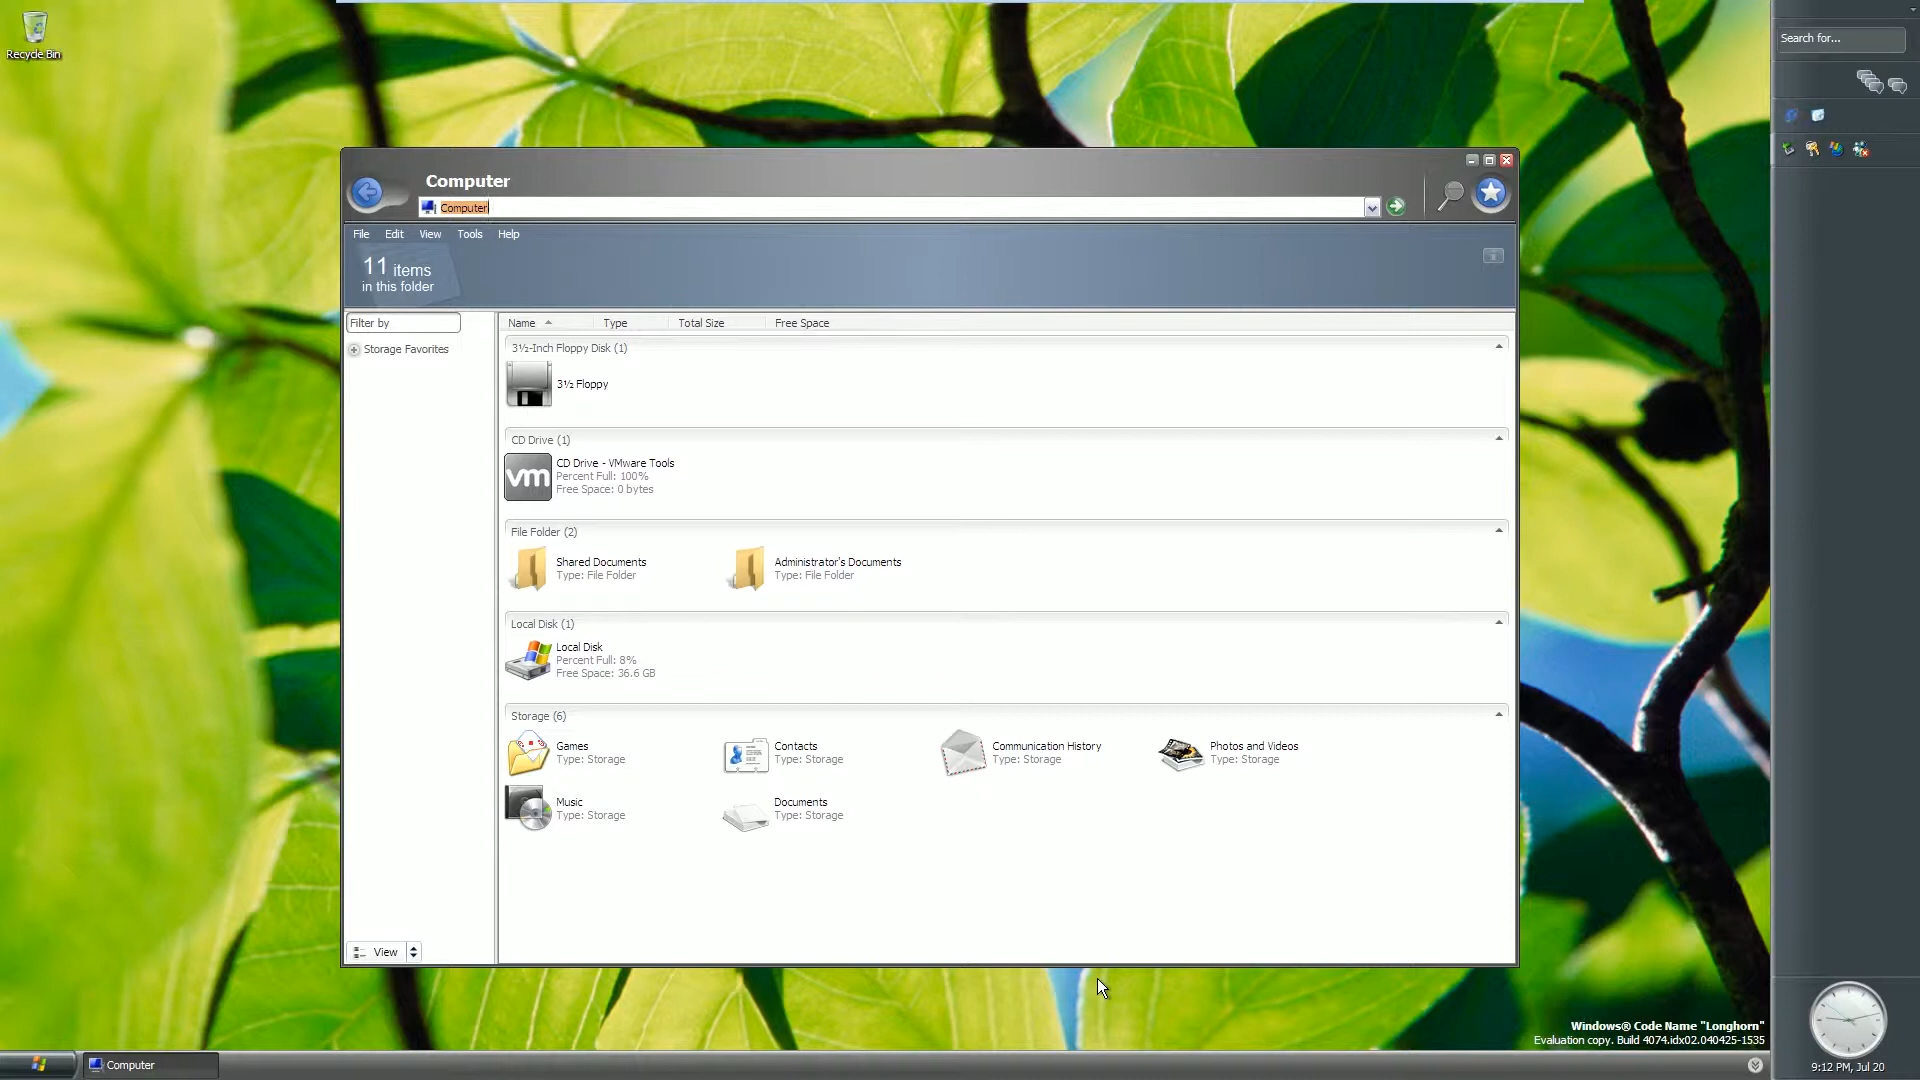 Recycle Bin
Search for...
Computer
Computer
File Edit View Tools Help
11 items
in this folder
Filter by
Storage Favorites
Name Type Total Size Free Space
3½-Inch Floppy Disk (1)
3½ Floppy
CD Drive (1)
vm
CD Drive - VMware Tools
Percent Full: 100%
Free Space: 0 bytes
File Folder (2)
Shared Documents
Type: File Folder
Administrator's Documents
Type: File Folder
Local Disk (1)
Local Disk
Percent Full: 8%
Free Space: 36.6 GB
Storage (6)
Games
Type: Storage
Contacts
Type: Storage
Communication History
Type: Storage
Photos and Videos
Type: Storage
Music
Type: Storage
Documents
Type: Storage
View
Windows® Code Name "Longhorn"
Evaluation copy. Build 4074.idx02.040425-1535
Computer
9:12 PM, Jul 20